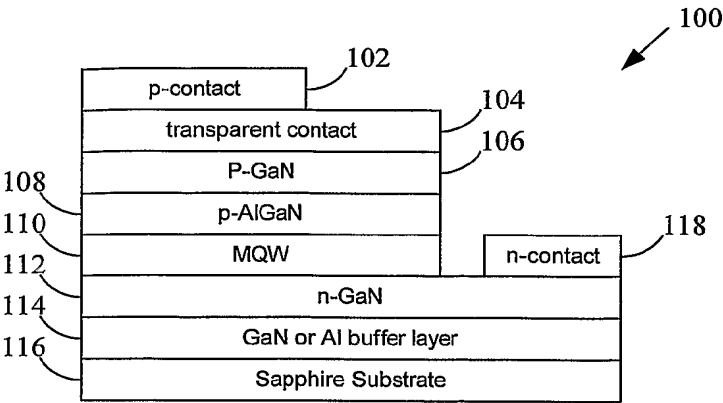 100
p-contact
102
transparent contact
104
P-GaN
106
108
p-AlGaN
110
MQW
n-contact
118
112
n-GaN
114
GaN or Al buffer layer
116
Sapphire Substrate